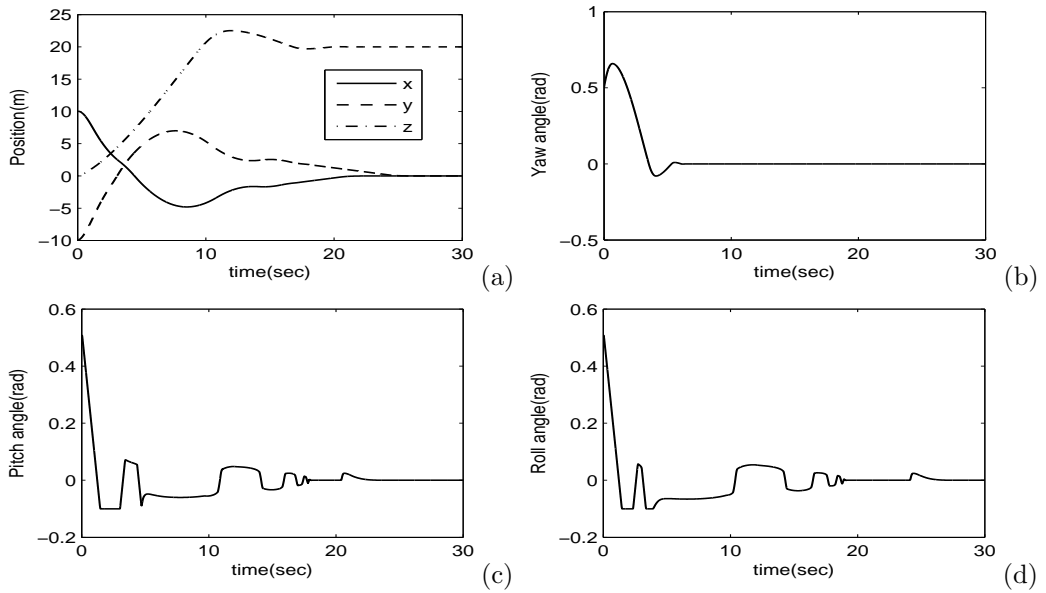 25
20
15
10
5
0
−5
−10
Position(m)
x
y
z
0
10
20
30
time(sec)
(a)
1
0.5
0
−0.5
Yaw angle(rad)
0
10
20
30
time(sec)
(b)
0.6
0.4
0.2
0
−0.2
Pitch angle(rad)
0
10
20
30
time(sec)
(c)
0.6
0.4
0.2
0
−0.2
Roll angle(rad)
0
10
20
30
time(sec)
(d)